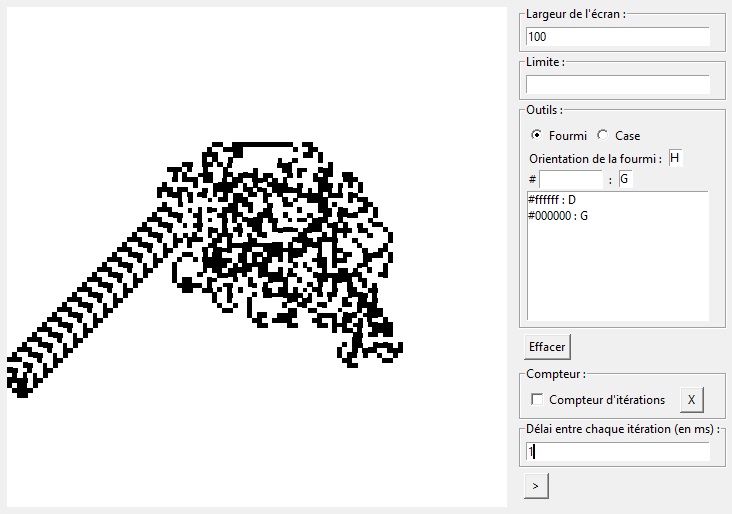 Largeur de l'écran :
100
Limite :
Outils :
Fourmi Case
Orientation de la fourmi : H
# : G
#ffffff : D
#000000 : G
Effacer
Compteur :
Compteur d'itérations X
Délai entre chaque itération (en ms) :
1
>